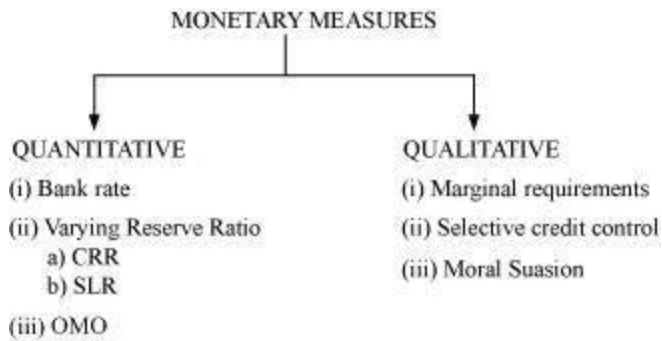 MONETARY MEASURES
QUANTITATIVE
(i) Bank rate
(ii) Varying Reserve Ratio
a) CRR
b) SLR
(iii) OMO
QUALITATIVE
(i) Marginal requirements
(ii) Selective credit control
(iii) Moral Suasion